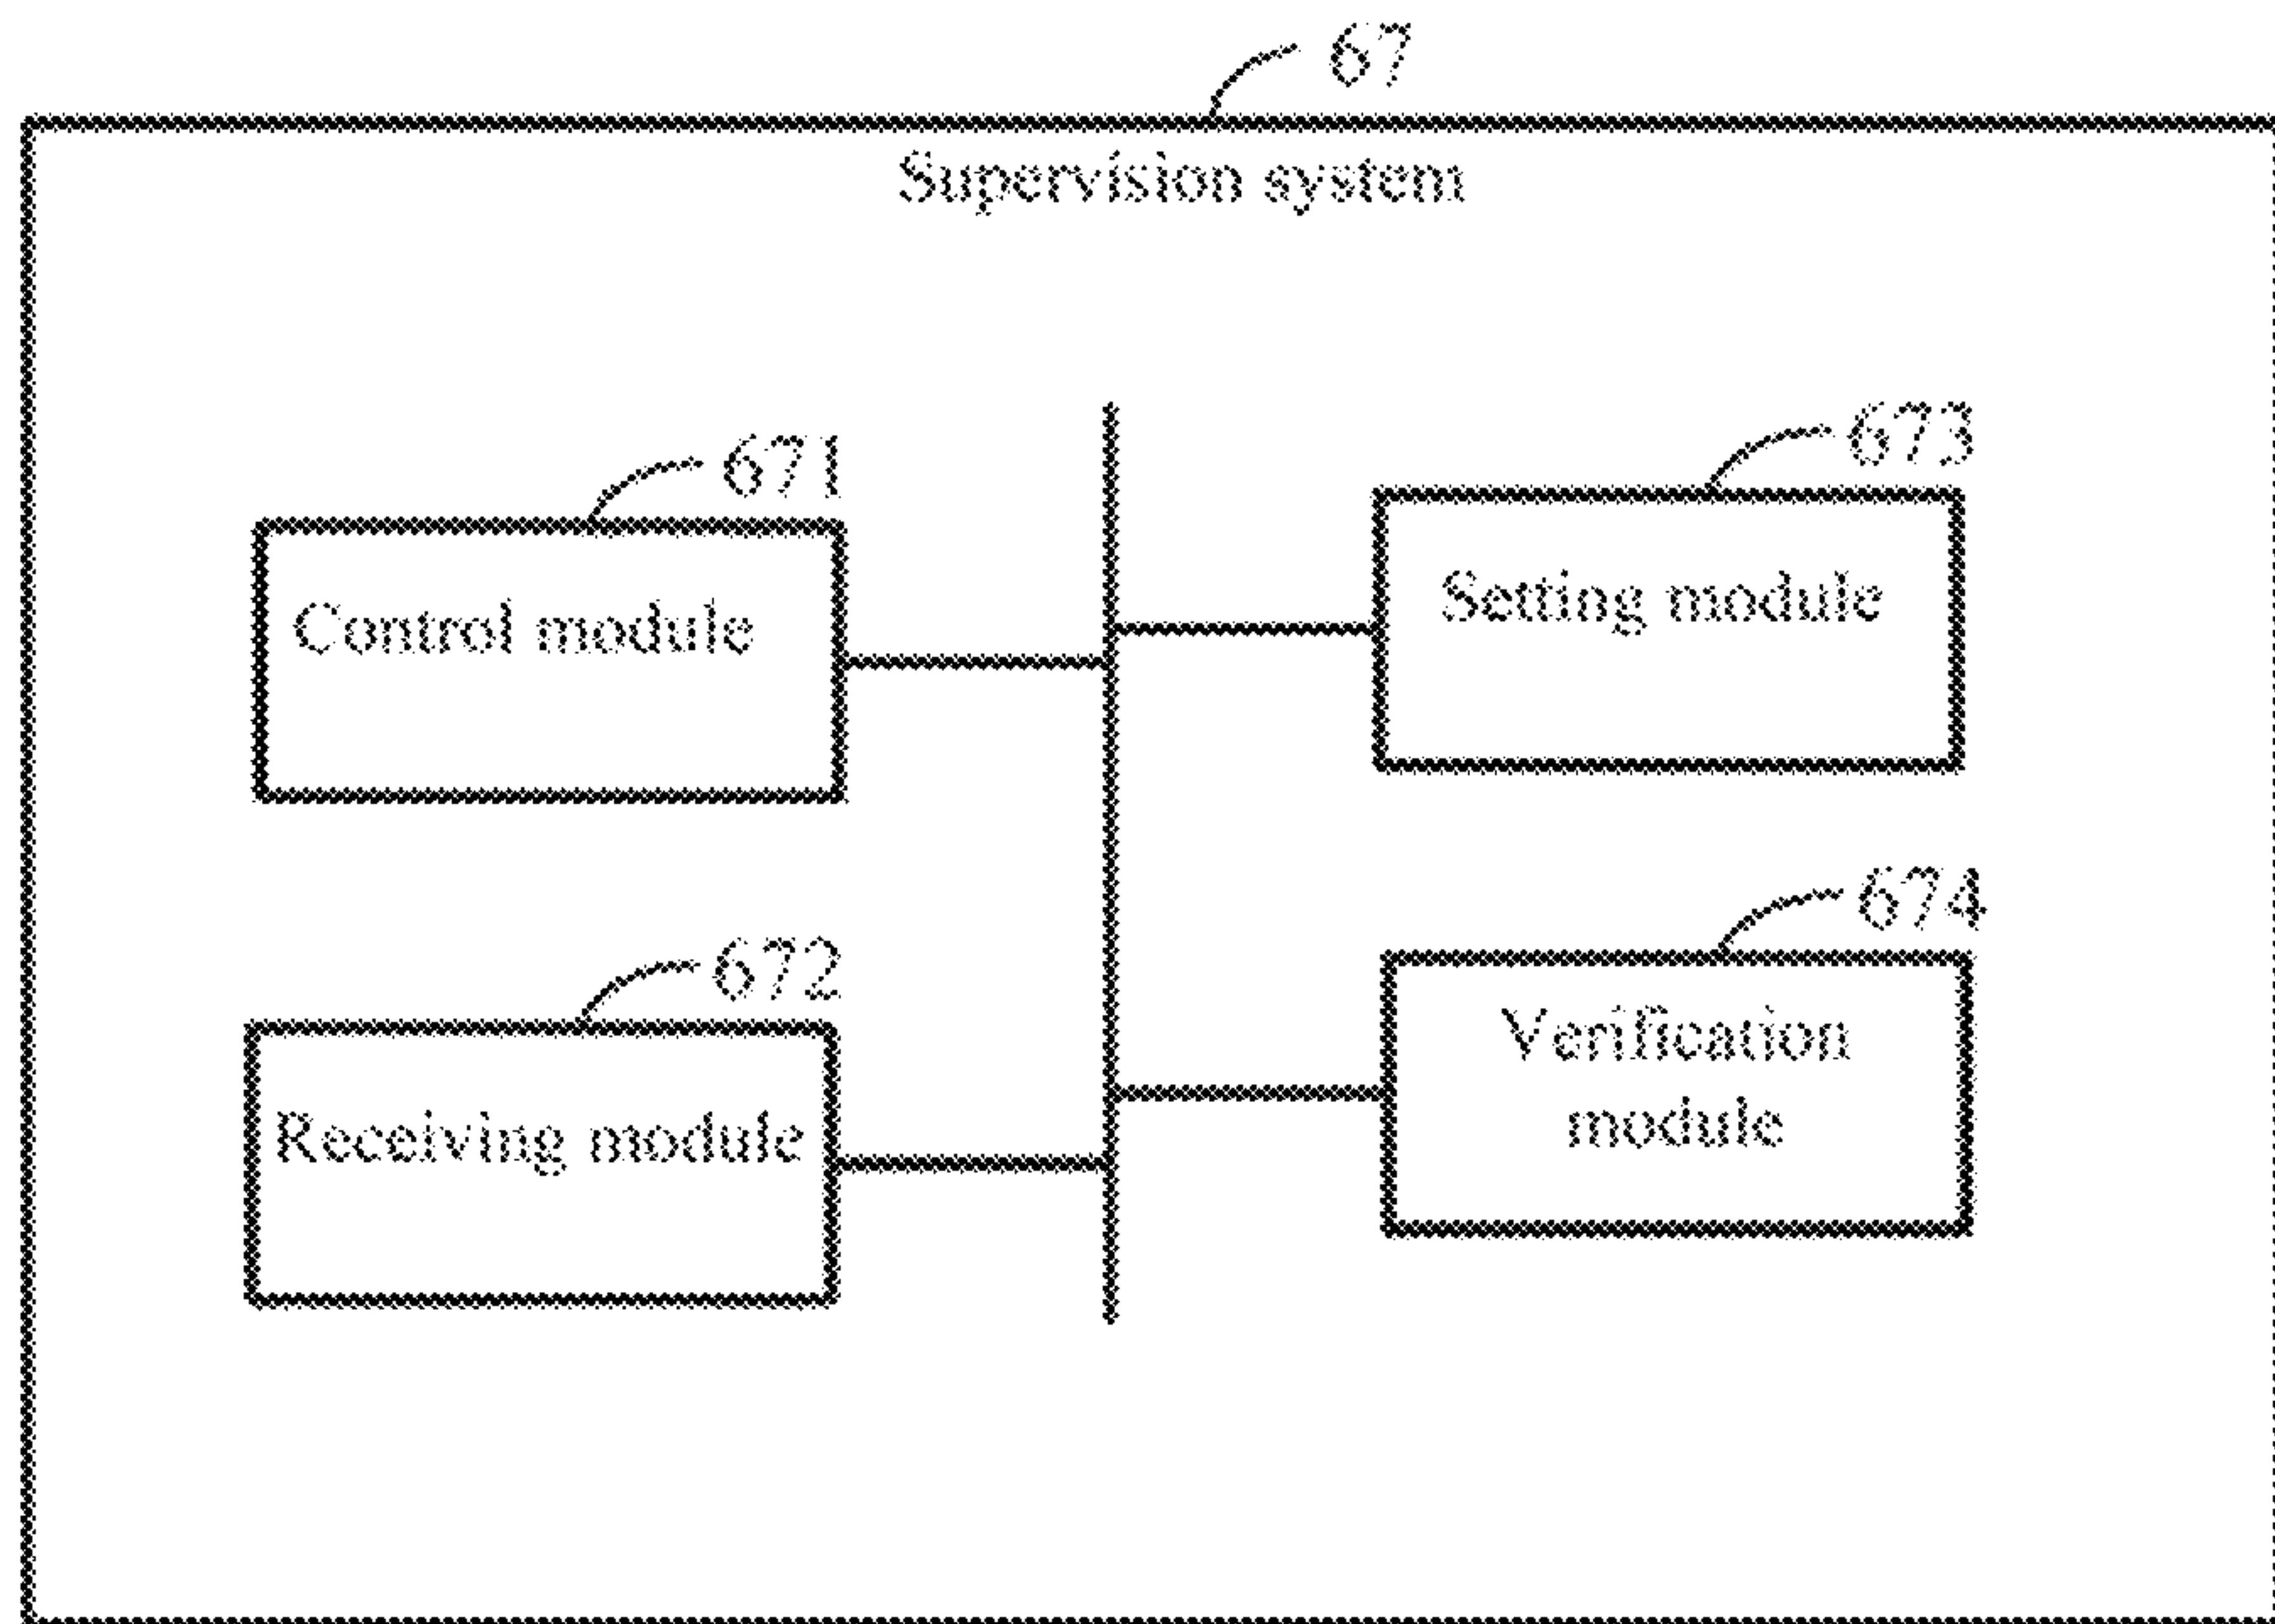 67
Supervision system
671
Control module
673
Setting module
672
Receiving module
674
Verification
module